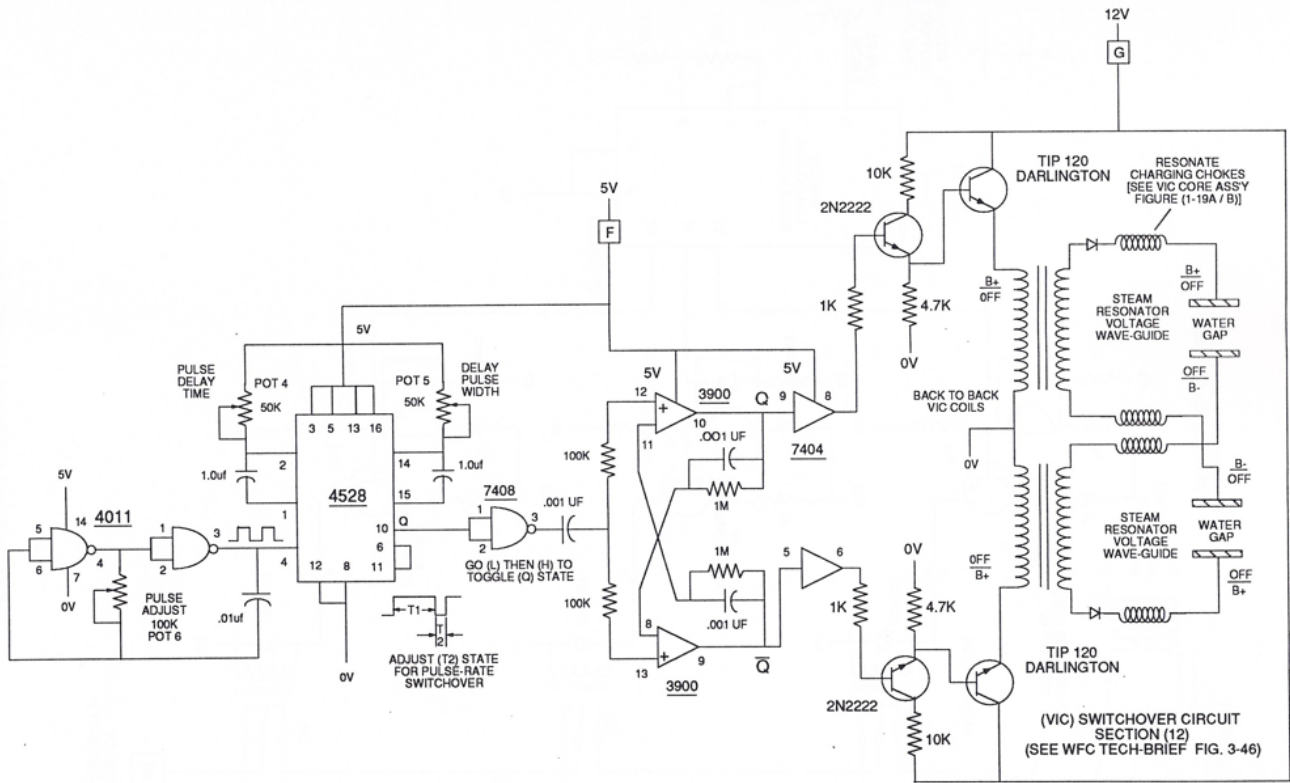 12V
G
TIP 120
DARLINGTON
RESONATE
CHARGING CHOKES
[SEE VIC CORE ASS'Y
FIGURE (1-19A / B)]
10K
2N2222
5V
F
1K
4.7K
0V
B+
OFF
STEAM
RESONATOR
VOLTAGE
WAVE-GUIDE
B+
OFF
WATER
GAP
OFF
B-
BACK TO BACK
VIC COILS
0V
5V
PULSE
DELAY
TIME
POT 4
50K
POT 5
50K
DELAY
PULSE
WIDTH
3 5 13 16
2
14
1.0uf
1.0uf
15
1
4528
10
Q
6
11
4
12
8
0V
5V
4011
14
5
6
4
7
0V
1
2
3
PULSE
ADJUST
100K
POT 6
.01uf
7408
1
2
3
.001 UF
GO (L) THEN (H) TO
TOGGLE (Q) STATE
T1
T
2
ADJUST (T2) STATE
FOR PULSE-RATE
SWITCHOVER
100K
100K
5V
12
+
11
3900
10
Q
5V
9
8
7404
.001 UF
1M
1M
.001 UF
8
+
13
9
Q
3900
5
6
1K
0V
4.7K
2N2222
10K
OFF
B+
STEAM
RESONATOR
VOLTAGE
WAVE-GUIDE
B-
OFF
WATER
GAP
OFF
B+
TIP 120
DARLINGTON
(VIC) SWITCHOVER CIRCUIT
SECTION (12)
(SEE WFC TECH-BRIEF FIG. 3-46)